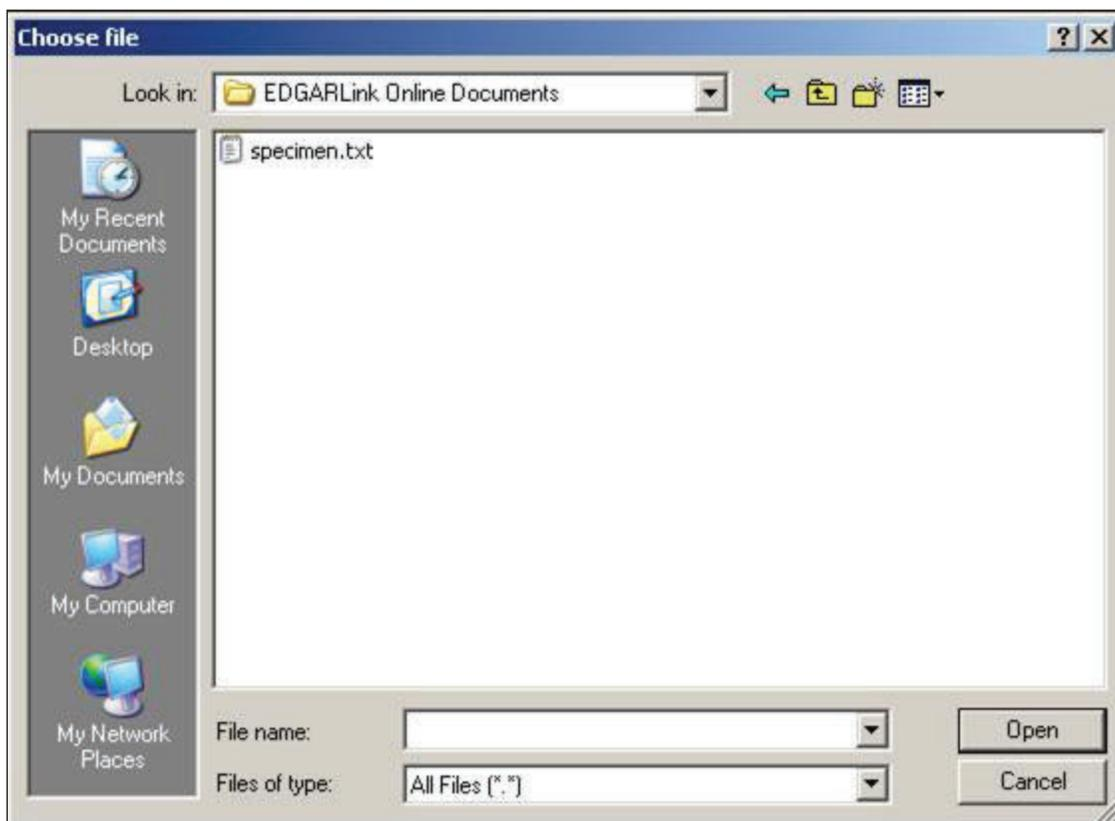 Choose file
Look in:
EDGARLink Online Documents
specimen.txt
My Recent
Documents
Desktop
My Documents
My Computer
My Network
Places
File name:
Open
Files of type:
All Files (*.*)
Cancel